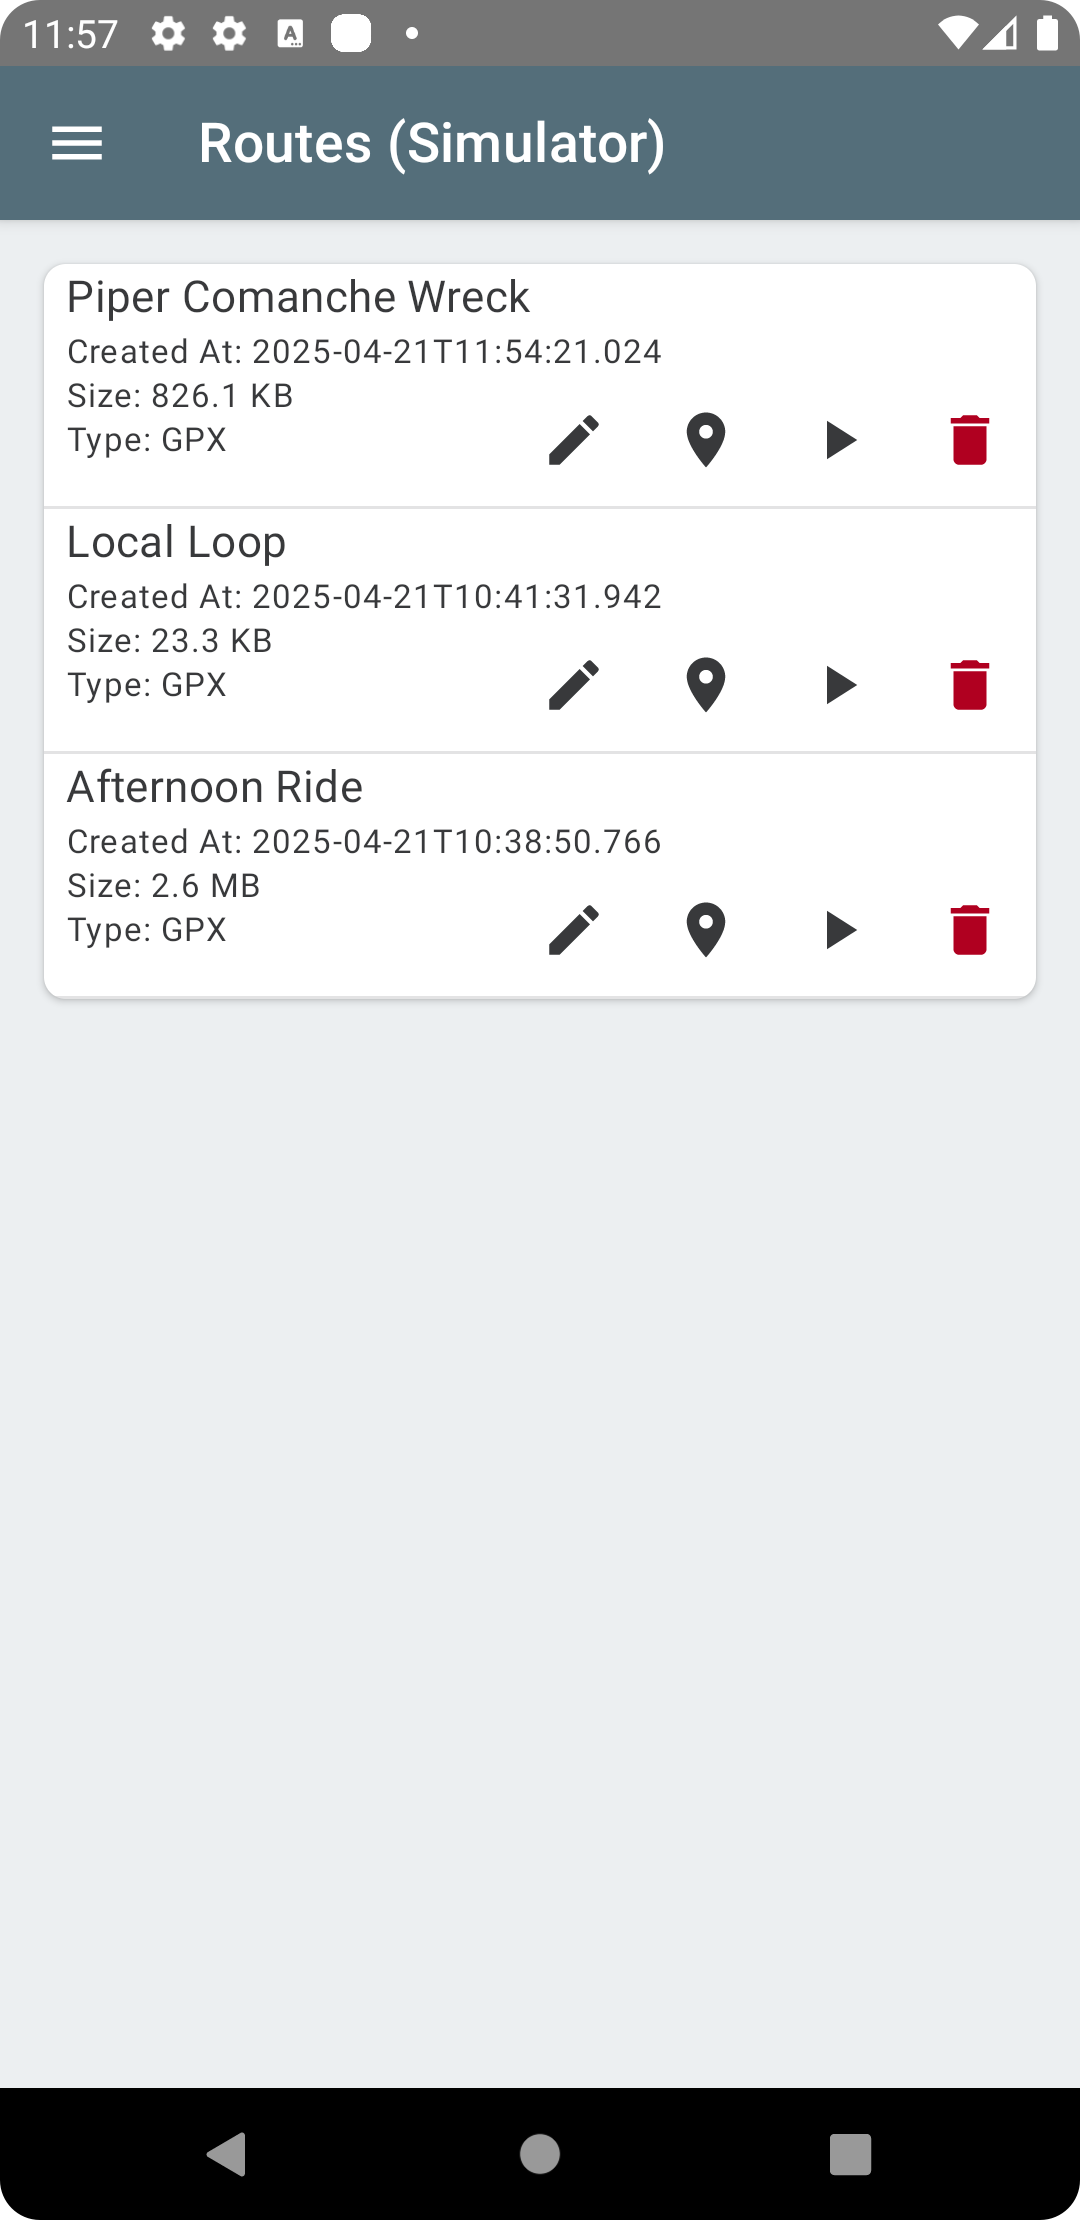 11:57
Routes (Simulator)
Piper Comanche Wreck
Created At: 2025-04-21T11:54:21.024
Size: 826.1 KB
Type: GPX
Local Loop
Created At: 2025-04-21T10:41:31.942
Size: 23.3 KB
Type: GPX
Afternoon Ride
Created At: 2025-04-21T10:38:50.766
Size: 2.6 MB
Type: GPX